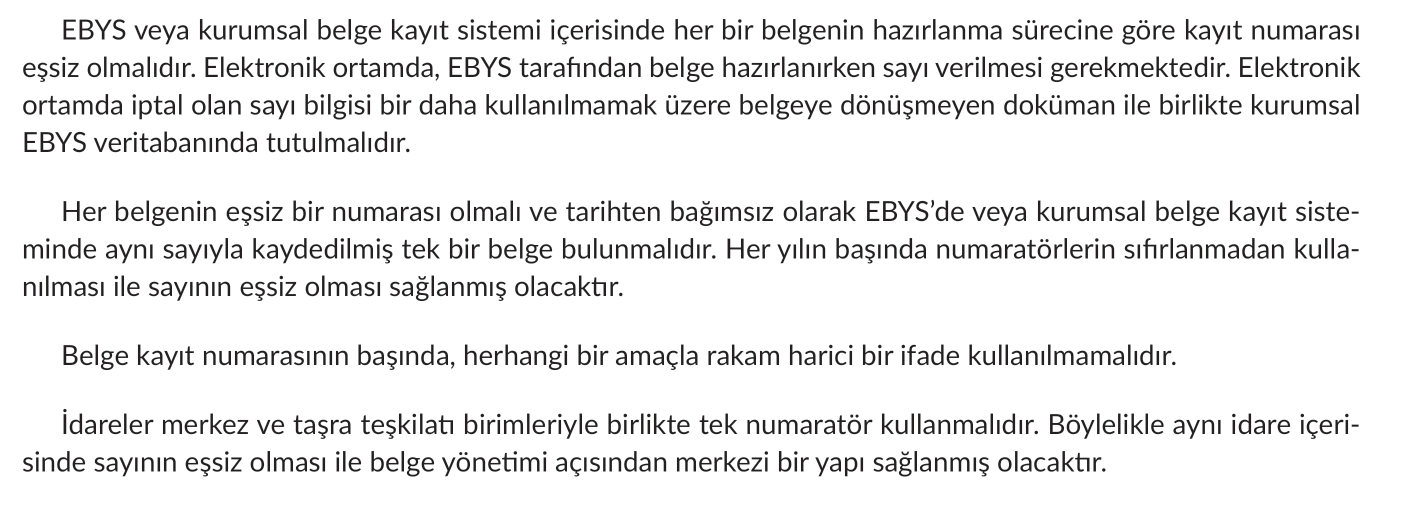 EBYS veya kurumsal belge kayıt sistemi içerisinde her bir belgenin hazırlanma sürecine göre kayıt numarası
eşsiz olmalıdır. Elektronik ortamda, EBYS tarafından belge hazırlanırken sayı verilmesi gerekmektedir. Elektronik
ortamda iptal olan sayı bilgisi bir daha kullanılmamak üzere belgeye dönüşmeyen doküman ile birlikte kurumsal
EBYS veritabanında tutulmalıdır.
Her belgenin eşsiz bir numarası olmalı ve tarihten bağımsız olarak EBYS’de veya kurumsal belge kayıt siste-
minde aynı sayıyla kaydedilmiş tek bir belge bulunmalıdır. Her yılın başında numaratörlerin sıfırlanmadan kulla-
nılması ile sayının eşsiz olması sağlanmış olacaktır.
Belge kayıt numarasının başında, herhangi bir amaçla rakam harici bir ifade kullanılmamalıdır.
İdareler merkez ve taşra teşkilatı birimleriyle birlikte tek numaratör kullanmalıdır. Böylelikle aynı idare içeri-
sinde sayının eşsiz olması ile belge yönetimi açısından merkezi bir yapı sağlanmış olacaktır.